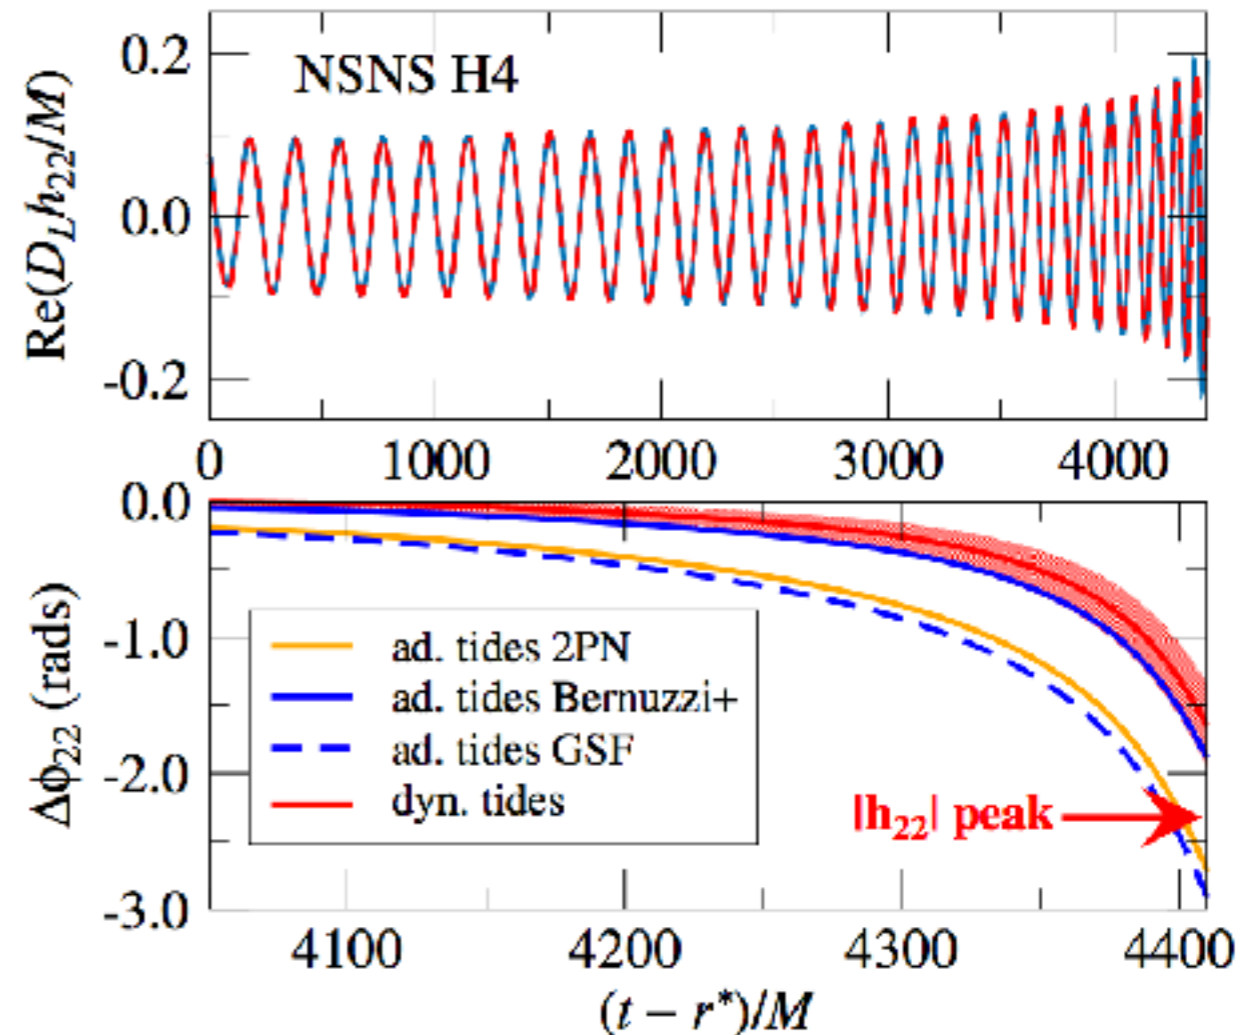 0.2
NSNS H4
0.0
-0.2
Re(D_L h_22/M)
0 1000 2000 3000 4000
0.0
-1.0
-2.0
-3.0
Δϕ_22 (rads)
ad. tides 2PN
ad. tides Bernuzzi+
ad. tides GSF
dyn. tides
|h_22| peak
4100 4200 4300 4400
(t − r*)/M